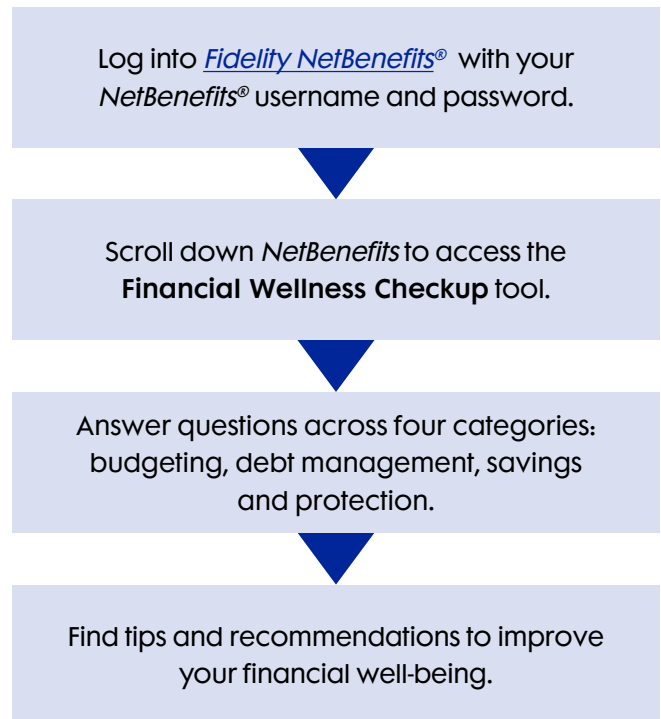 Log into Fidelity NetBenefits® with your
NetBenefits® username and password.
Scroll down NetBenefits to access the
Financial Wellness Checkup tool.
Answer questions across four categories:
budgeting, debt management, savings
and protection.
Find tips and recommendations to improve
your financial well-being.